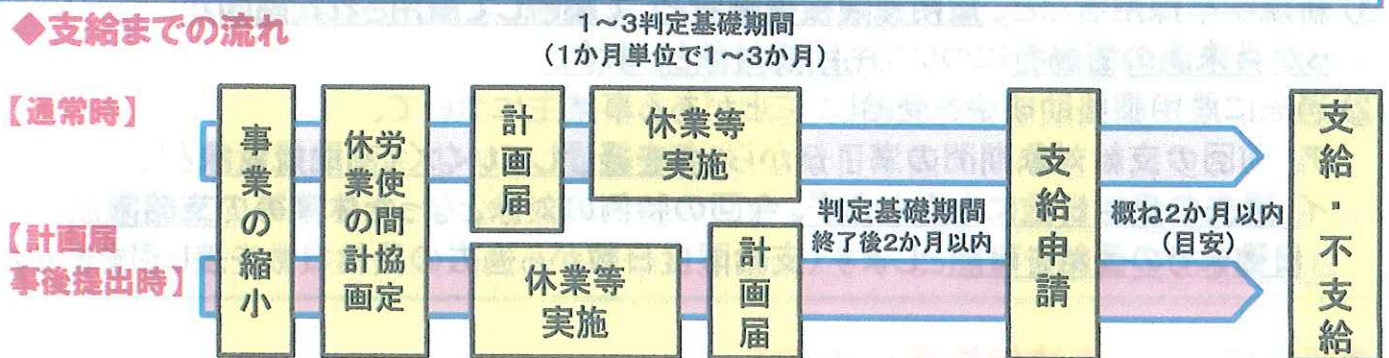 ◆支給までの流れ
1～3判定基礎期間
(1か月単位で1～3か月)
【通常時】
【計画届
事後提出時】
事業の縮小
労使間協定
休業の計画
計画届
休業等
実施
休業等
実施
計画届
判定基礎期間
終了後2か月以内
支給申請
概ね2か月以内
(目安)
支給・不支給